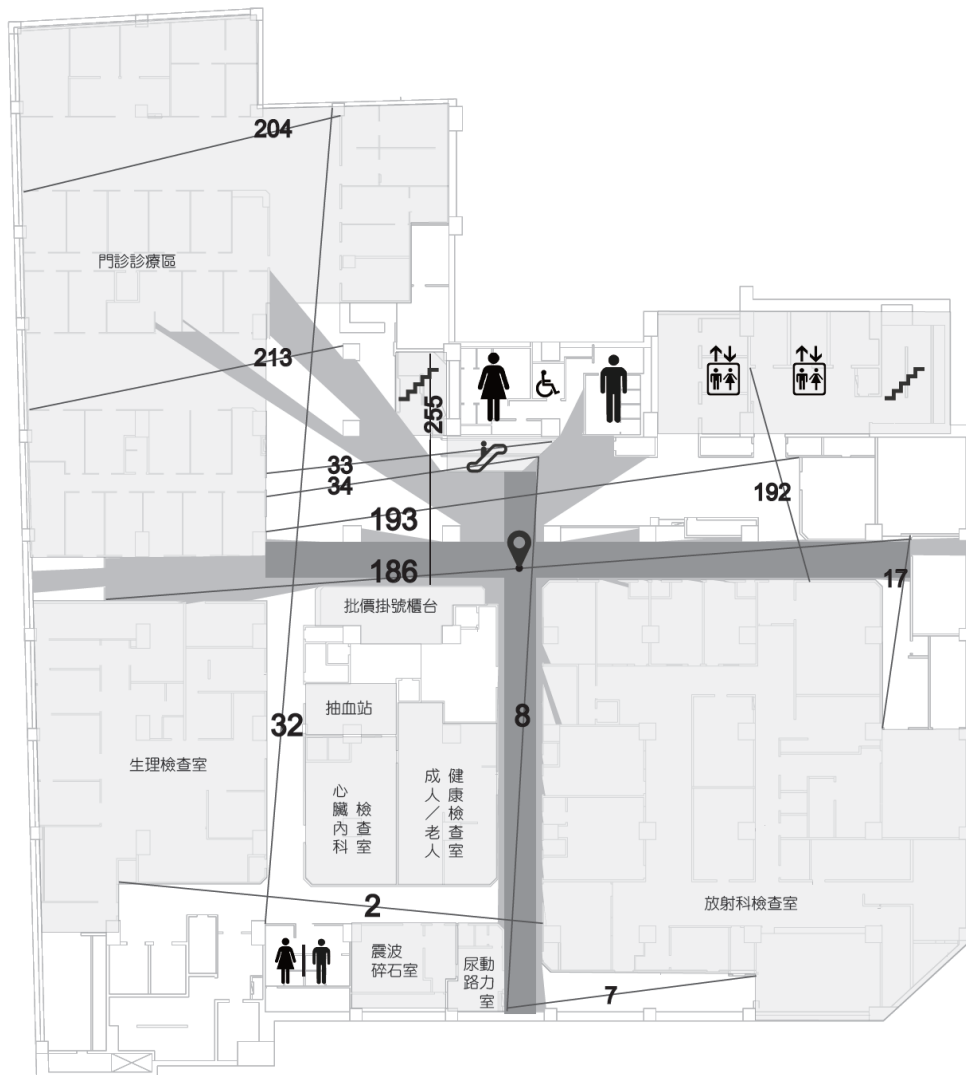 204
門診診療區
213
255
33
34
192
193
186
17
批價掛號櫃台
抽血站
8
32
生理檢查室
心臟內科
檢查室
成人／老人
健康檢查室
放射科檢查室
2
震波
碎石室
尿動
路力
室
7